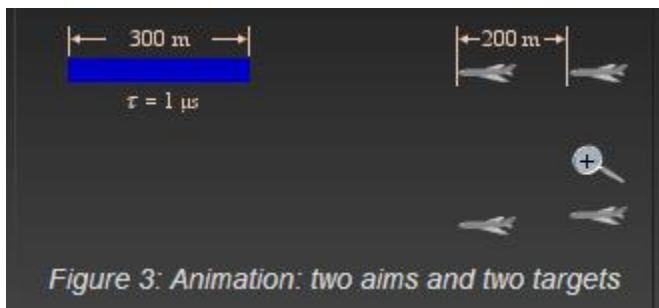 300 m
200 m
τ = 1 μs
Figure 3: Animation: two aims and two targets